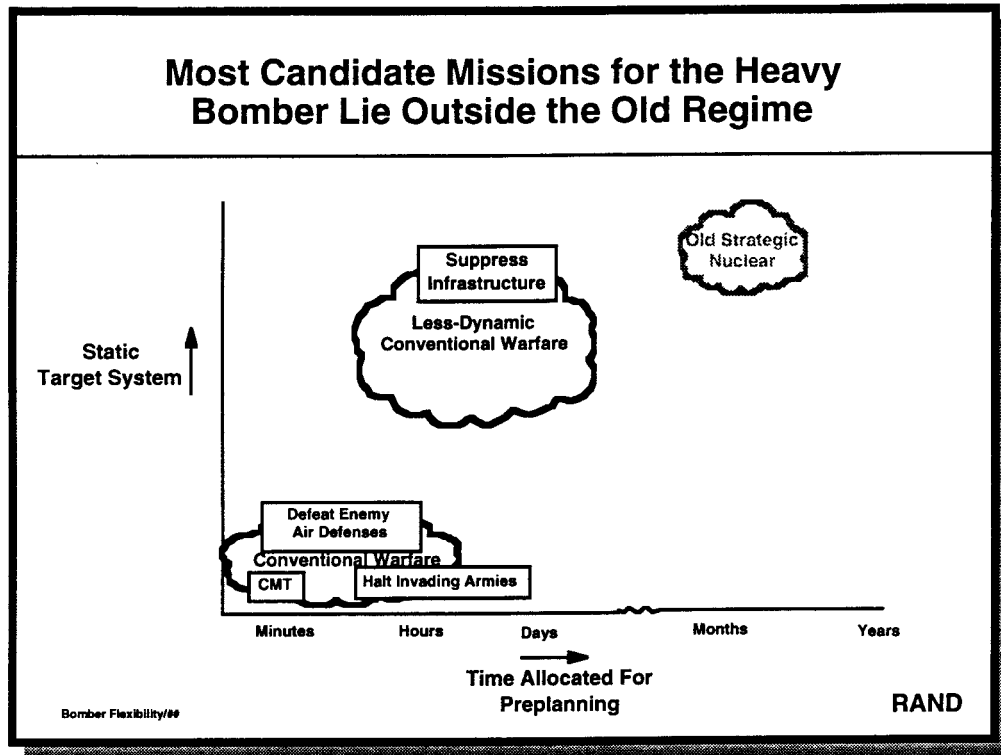 Most Candidate Missions for the Heavy
Bomber Lie Outside the Old Regime
Old Strategic
Nuclear
Suppress
Infrastructure
Less-Dynamic
Conventional Warfare
Static
Target System
Defeat Enemy
Air Defenses
Conventional Warfare
CMT
Halt Invading Armies
Minutes
Hours
Days
Months
Years
Time Allocated For
Preplanning
Bomber Flexibility/##
RAND